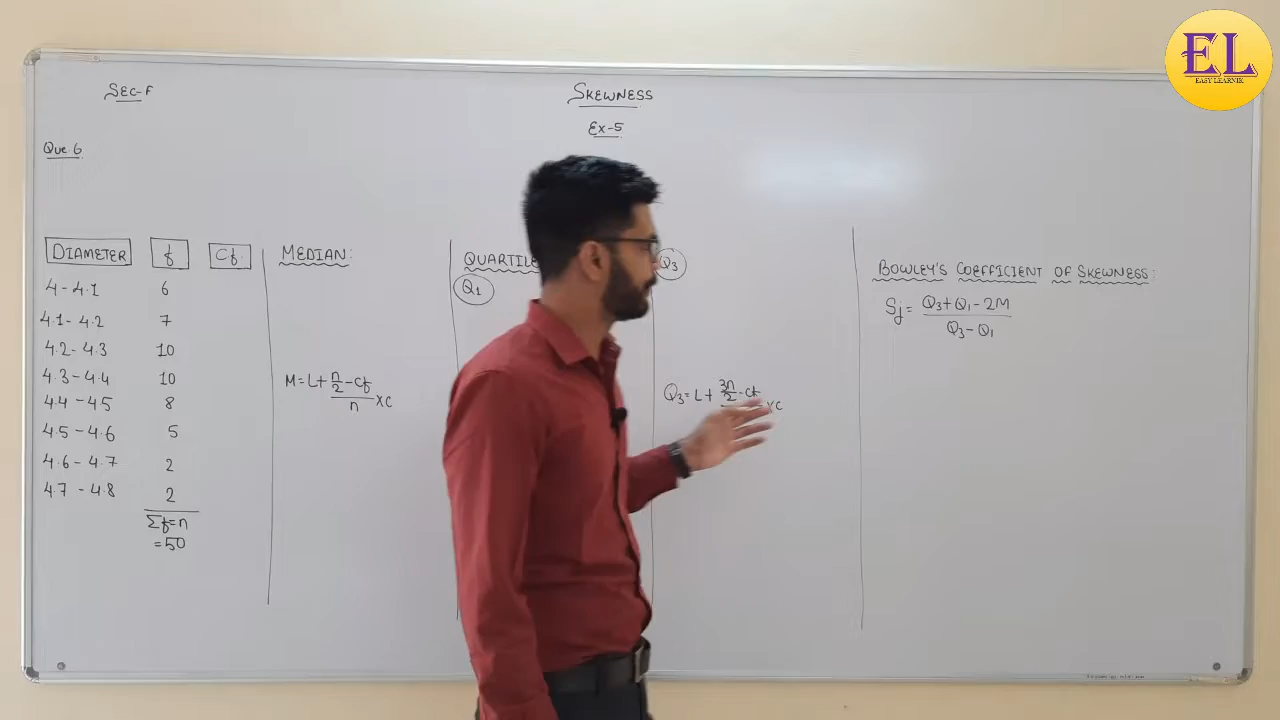 EL
EASY LEARNIK
SEC-F
SKEWNESS
Ex-5
Que 6
DIAMETER f Cf.
4 - 4.1 6
4.1 - 4.2 7
4.2 - 4.3 10
4.3 - 4.4 10
4.4 - 4.5 8
4.5 - 4.6 5
4.6 - 4.7 2
4.7 - 4.8 2
Σf=n
=50
MEDIAN:
M = L + n/2 - Cf / n × C
QUARTILE
Q1
Q3
Q3 = L + 3n/2 - Cf × C
BOWLEY'S COEFFICIENT OF SKEWNESS:
Sj = Q3 + Q1 - 2M / Q3 - Q1